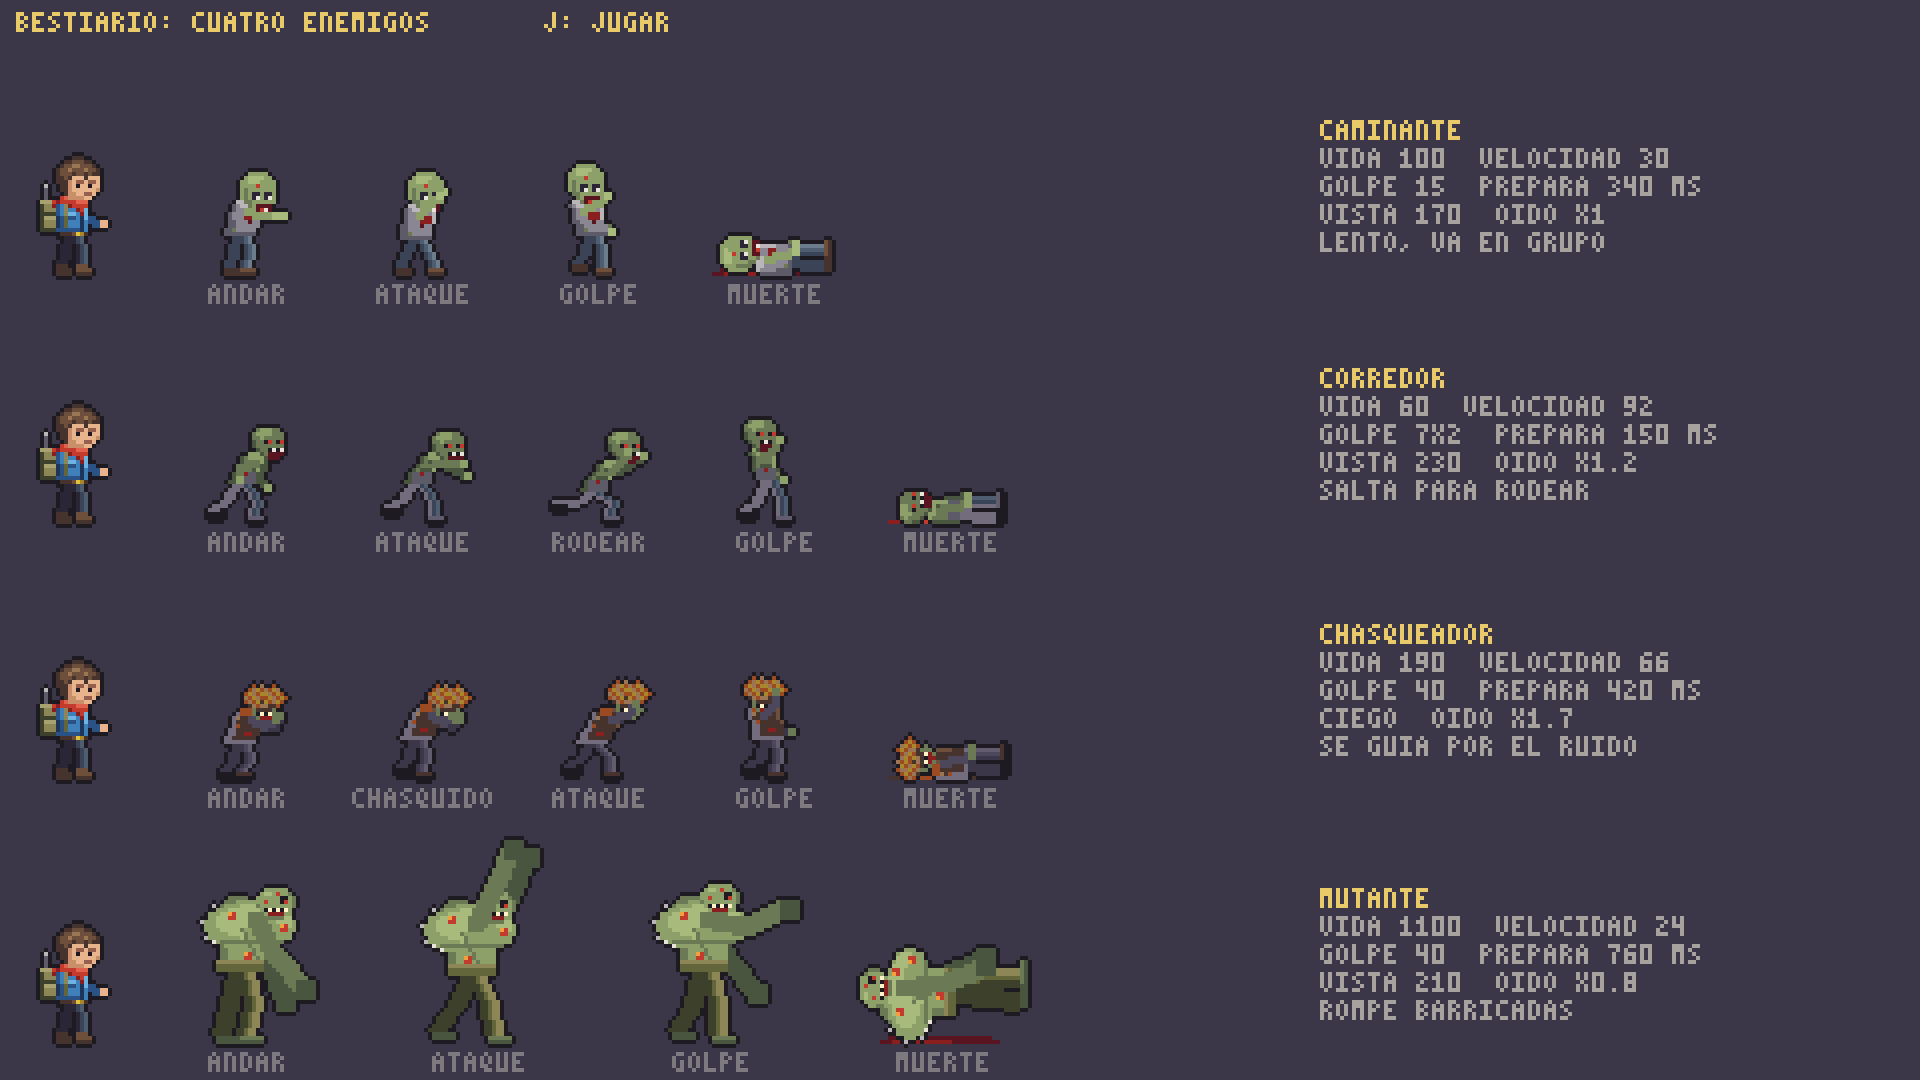 BESTIARIO: CUATRO ENEMIGOS J: JUGAR
CAMINANTE
VIDA 100 VELOCIDAD 30
GOLPE 15 PREPARA 340 MS
VISTA 170 OIDO X1
LENTO, VA EN GRUPO
ANDAR ATAQUE GOLPE MUERTE
CORREDOR
VIDA 60 VELOCIDAD 92
GOLPE 7X2 PREPARA 150 MS
VISTA 230 OIDO X1.2
SALTA PARA RODEAR
ANDAR ATAQUE RODEAR GOLPE MUERTE
CHASQUEADOR
VIDA 190 VELOCIDAD 66
GOLPE 40 PREPARA 420 MS
CIEGO OIDO X1.7
SE GUIA POR EL RUIDO
ANDAR CHASQUIDO ATAQUE GOLPE MUERTE
MUTANTE
VIDA 1100 VELOCIDAD 24
GOLPE 40 PREPARA 760 MS
VISTA 210 OIDO X0.8
ROMPE BARRICADAS
ANDAR ATAQUE GOLPE MUERTE